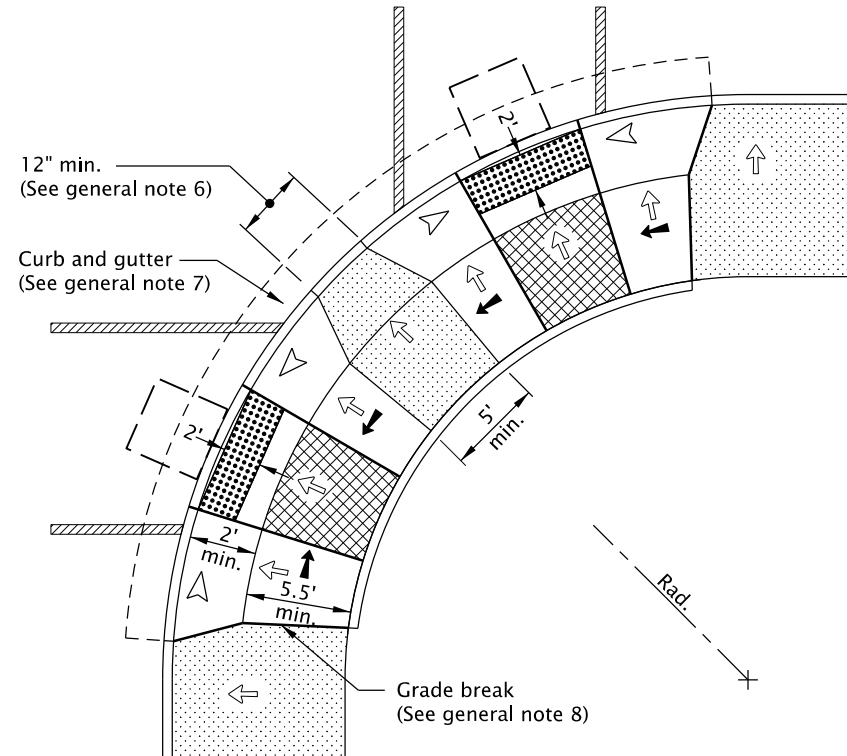 2'
12" min.
(See general note 6)
Curb and gutter
(See general note 7)
5'
min.
2'
2'
min.
5.5'
min.
Rad.
Grade break
(See general note 8)